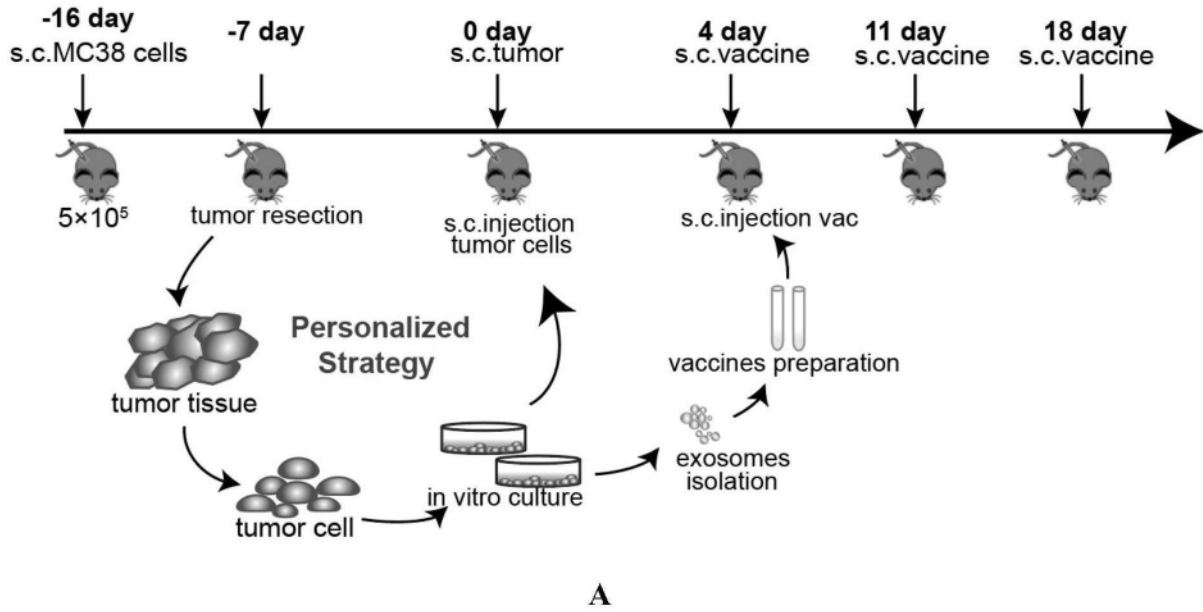 -16 day
s.c.MC38 cells
-7 day
0 day
s.c.tumor
4 day
s.c.vaccine
11 day
s.c.vaccine
18 day
s.c.vaccine
5×10⁵
tumor resection
s.c.injection
tumor cells
s.c.injection vac
Personalized
Strategy
tumor tissue
tumor cell
in vitro culture
exosomes
isolation
vaccines preparation
A